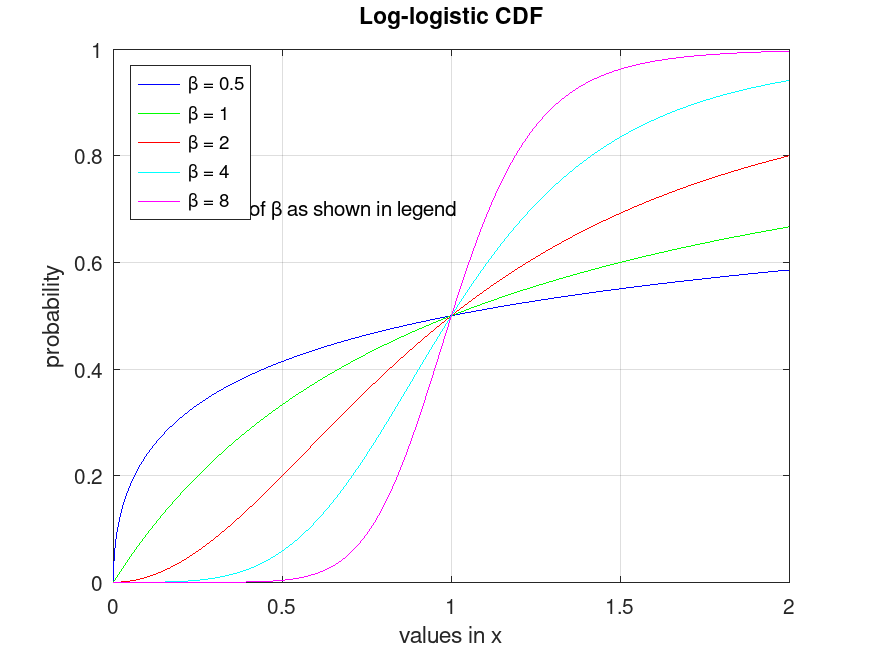 Log-logistic CDF
1
0.8
0.6
0.4
0.2
0
probability
β = 0.5
β = 1
β = 2
β = 4
β = 8
of β as shown in legend
0
0.5
1
1.5
2
values in x